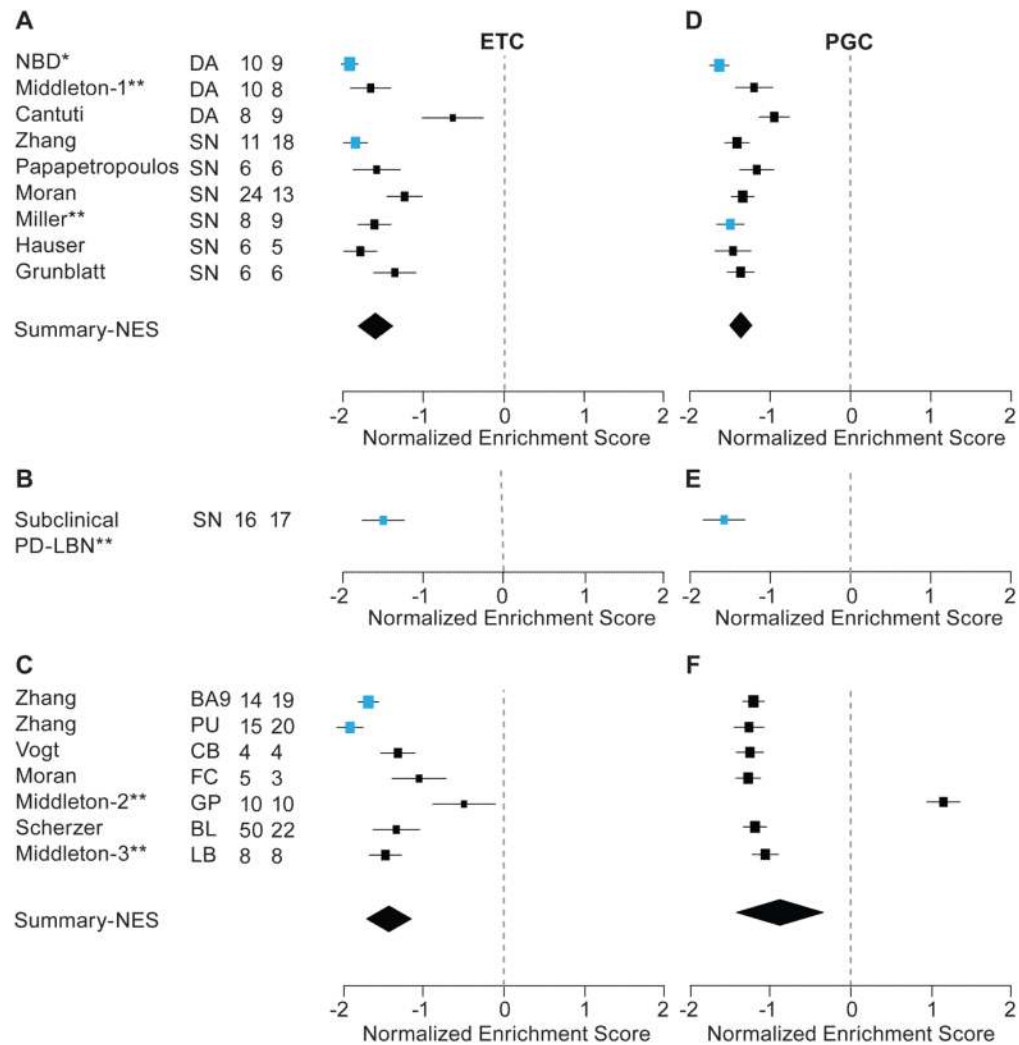 A
D
ETC
PGC
NBD* DA 10 9
Middleton-1** DA 10 8
Cantuti DA 8 9
Zhang SN 11 18
Papapetropoulos SN 6 6
Moran SN 24 13
Miller** SN 8 9
Hauser SN 6 5
Grunblatt SN 6 6
Summary-NES
-2 -1 0 1 2 -2 -1 0 1 2
Normalized Enrichment Score Normalized Enrichment Score
B
E
Subclinical SN 16 17
PD-LBN**
-2 -1 0 1 2 -2 -1 0 1 2
Normalized Enrichment Score Normalized Enrichment Score
C
F
Zhang BA9 14 19
Zhang PU 15 20
Vogt CB 4 4
Moran FC 5 3
Middleton-2** GP 10 10
Scherzer BL 50 22
Middleton-3** LB 8 8
Summary-NES
-2 -1 0 1 2 -2 -1 0 1 2
Normalized Enrichment Score Normalized Enrichment Score